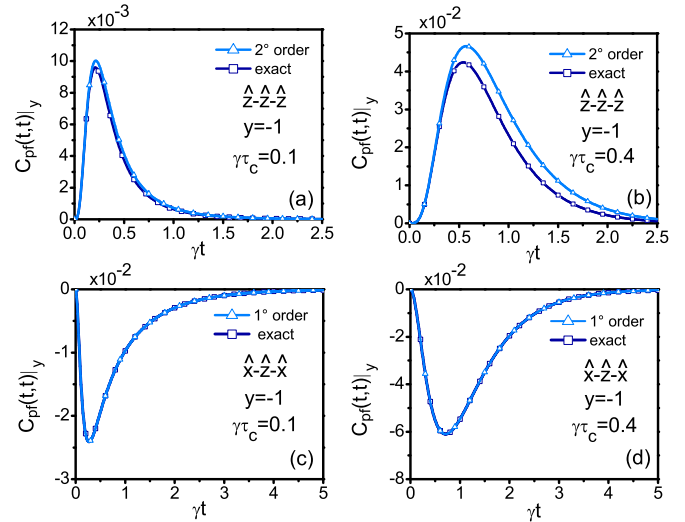 x10⁻³
12
10
8
6
4
2
0
0.0 0.5 1.0 1.5 2.0 2.5
C_pf(t,t)|_y
γt
2° order
exact
ẑ-ẑ-ẑ
y=-1
γτ_c=0.1
(a)
x10⁻²
5
4
3
2
1
0
0.0 0.5 1.0 1.5 2.0 2.5
C_pf(t,t)|_y
γt
2° order
exact
ẑ-ẑ-ẑ
y=-1
γτ_c=0.4
(b)
x10⁻²
0
-1
-2
-3
0 1 2 3 4 5
C_pf(t,t)|_y
γt
1° order
exact
x̂-ẑ-x̂
y=-1
γτ_c=0.1
(c)
x10⁻²
0
-2
-4
-6
-8
0 1 2 3 4 5
C_pf(t,t)|_y
γt
1° order
exact
x̂-ẑ-x̂
y=-1
γτ_c=0.4
(d)